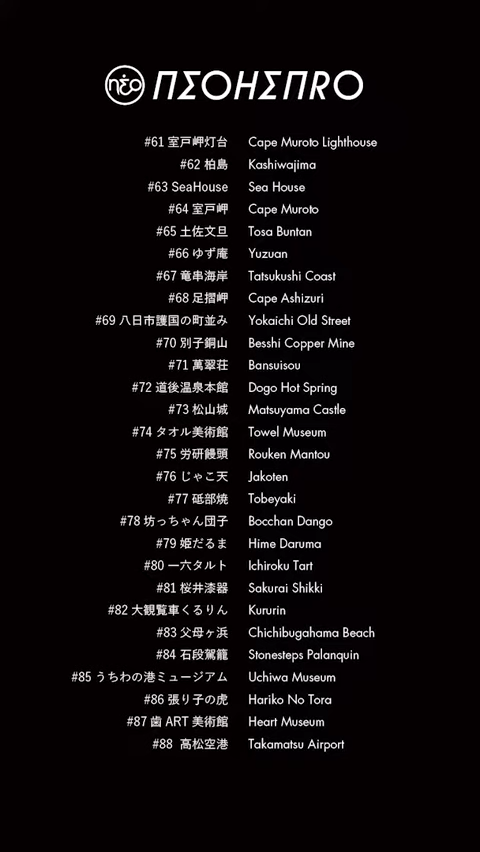 néo ΠΣOHΣΠRO
#61 室戸岬灯台 Cape Muroto Lighthouse
#62 柏島 Kashiwajima
#63 SeaHouse Sea House
#64 室戸岬 Cape Muroto
#65 土佐文旦 Tosa Buntan
#66 ゆず庵 Yuzuan
#67 竜串海岸 Tatsukushi Coast
#68 足摺岬 Cape Ashizuri
#69 八日市護国の町並み Yokaichi Old Street
#70 別子銅山 Besshi Copper Mine
#71 萬翠荘 Bansuisou
#72 道後温泉本館 Dogo Hot Spring
#73 松山城 Matsuyama Castle
#74 タオル美術館 Towel Museum
#75 労研饅頭 Rouken Mantou
#76 じゃこ天 Jakoten
#77 砥部焼 Tobeyaki
#78 坊っちゃん団子 Bocchan Dango
#79 姫だるま Hime Daruma
#80 一六タルト Ichiroku Tart
#81 桜井漆器 Sakurai Shikki
#82 大観覧車くるりん Kururin
#83 父母ヶ浜 Chichibugahama Beach
#84 石段駕籠 Stonesteps Palanquin
#85 うちわの港ミュージアム Uchiwa Museum
#86 張り子の虎 Hariko No Tora
#87 歯 ART 美術館 Heart Museum
#88 高松空港 Takamatsu Airport